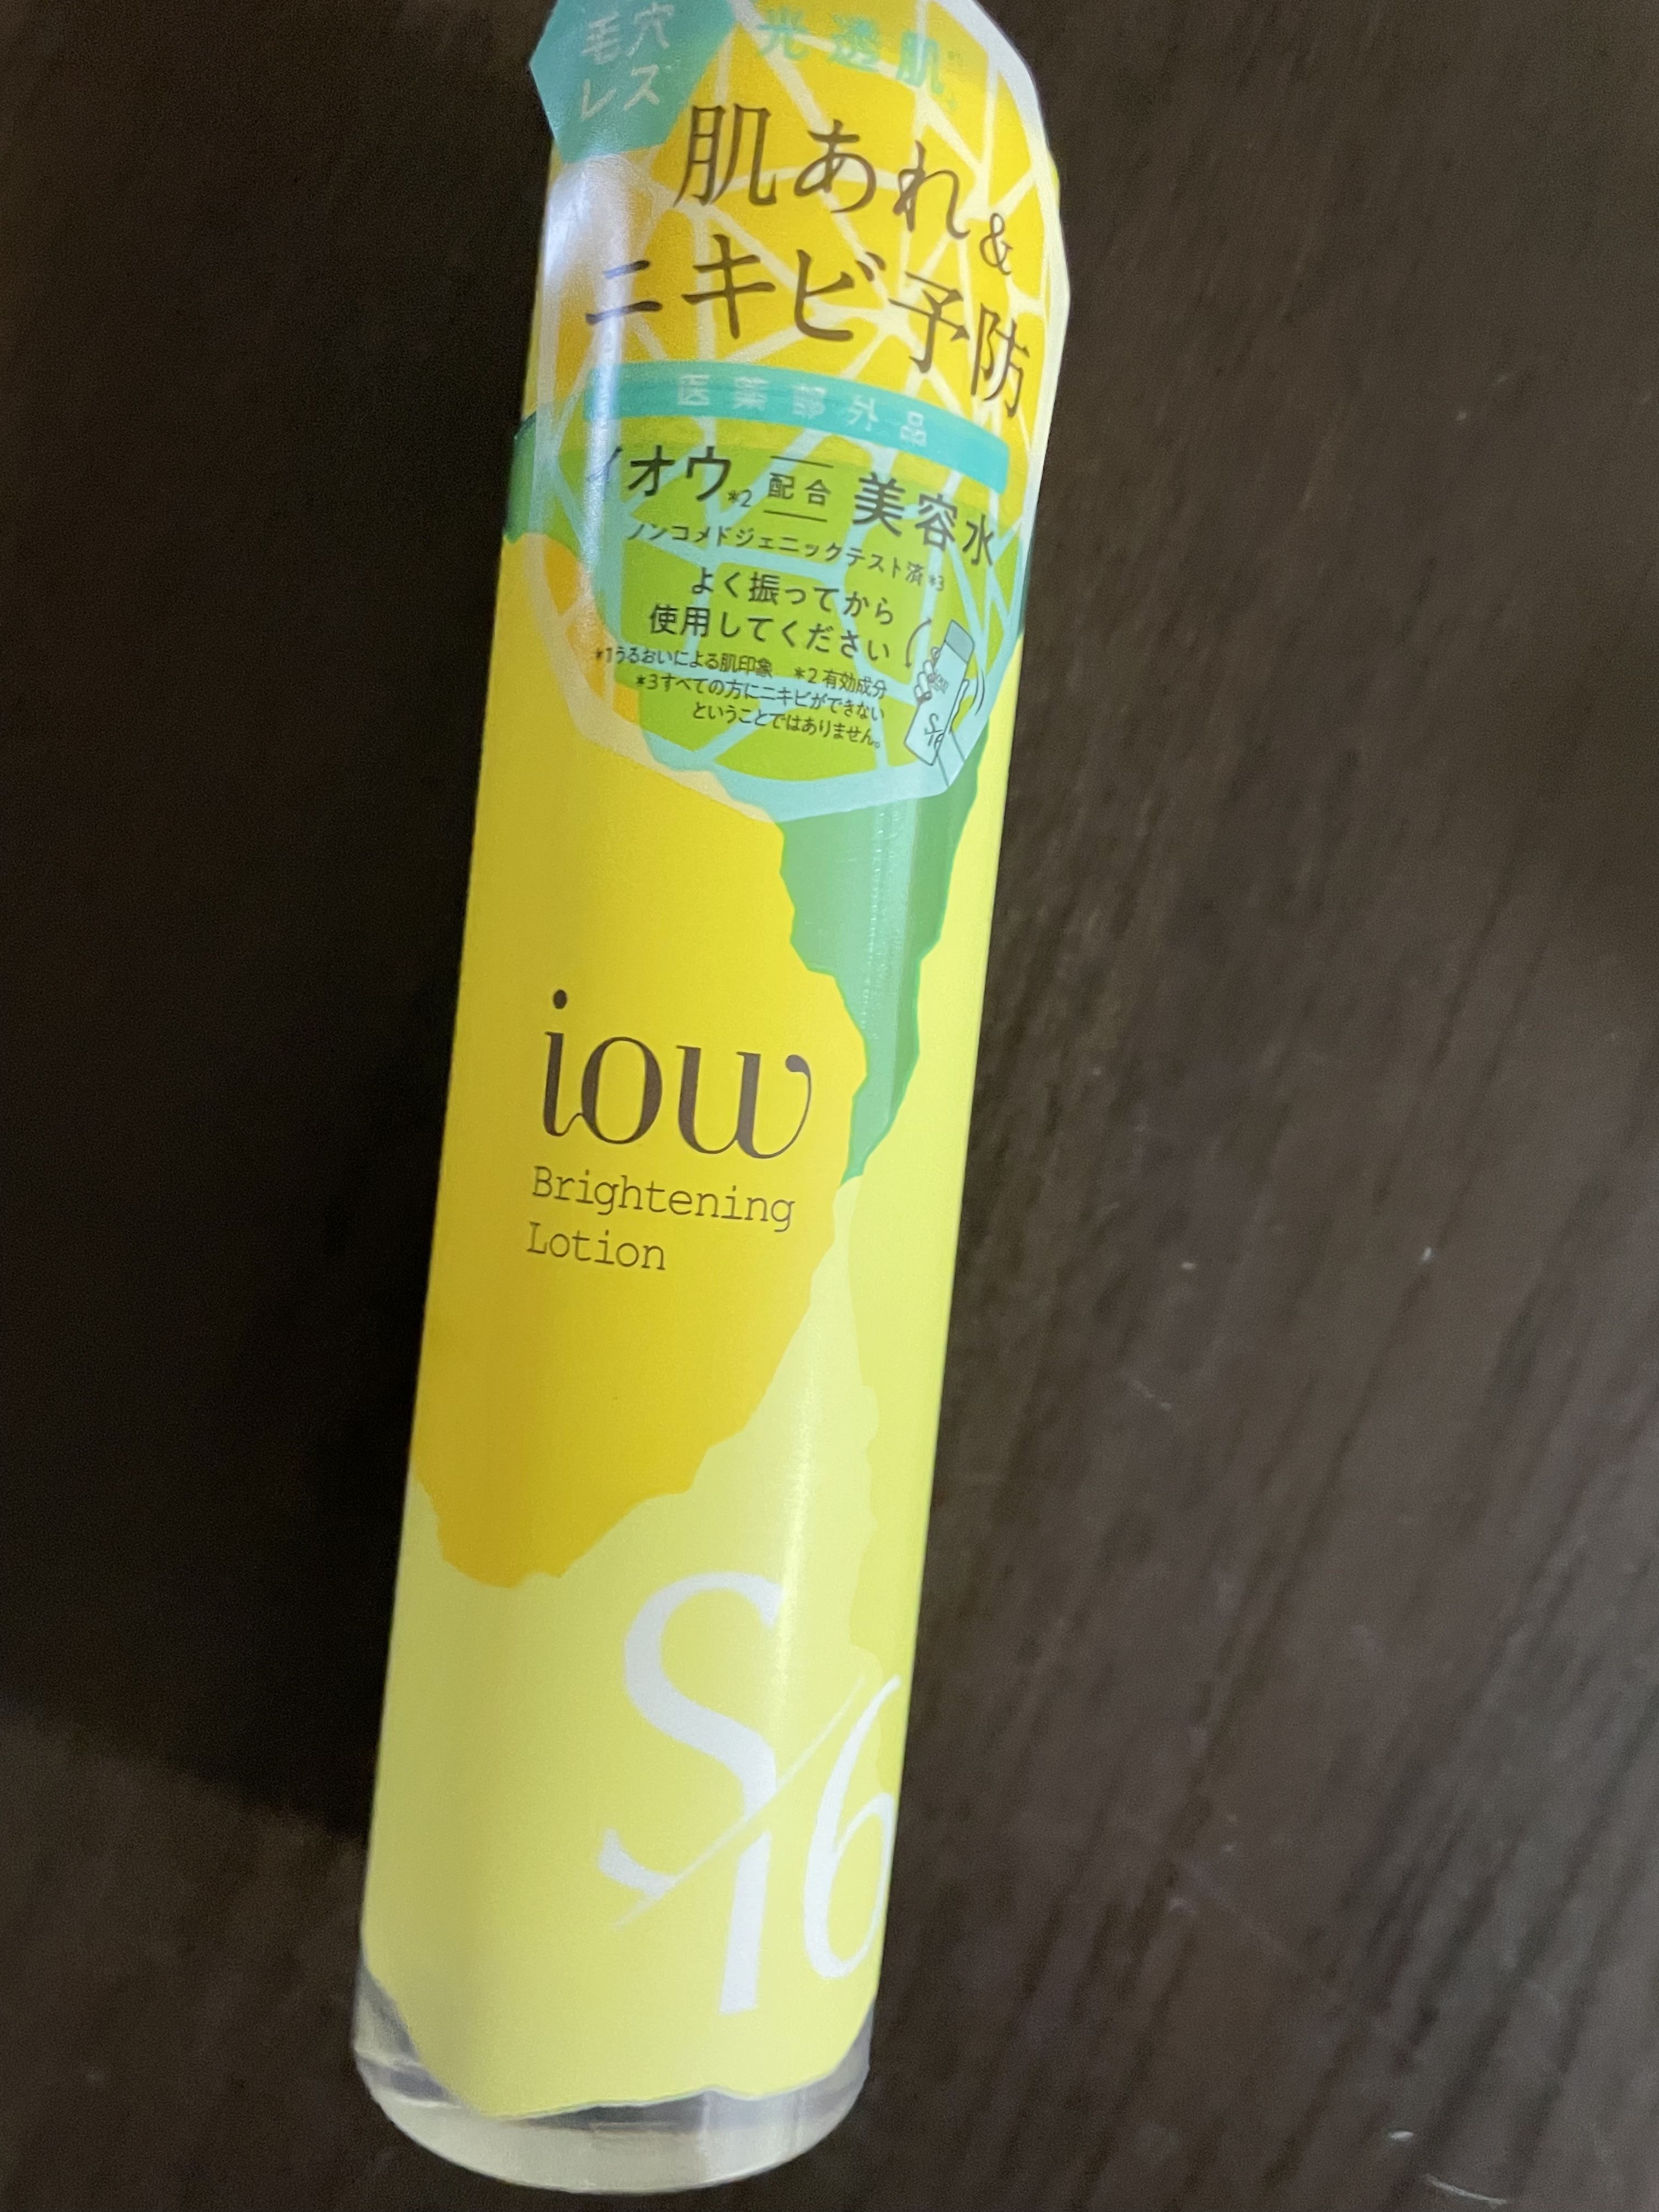 毛穴
レス
光透肌*1
肌あれ&
ニキビ予防
医薬部外品
イオウ*2 配合 美容水
ノンコメドジェニックテスト済*3
よく振ってから
使用してください
*1うるおいによる肌印象 *2有効成分
*3すべての方にニキビができない
ということではありません。
iow
Brightening
Lotion
S16